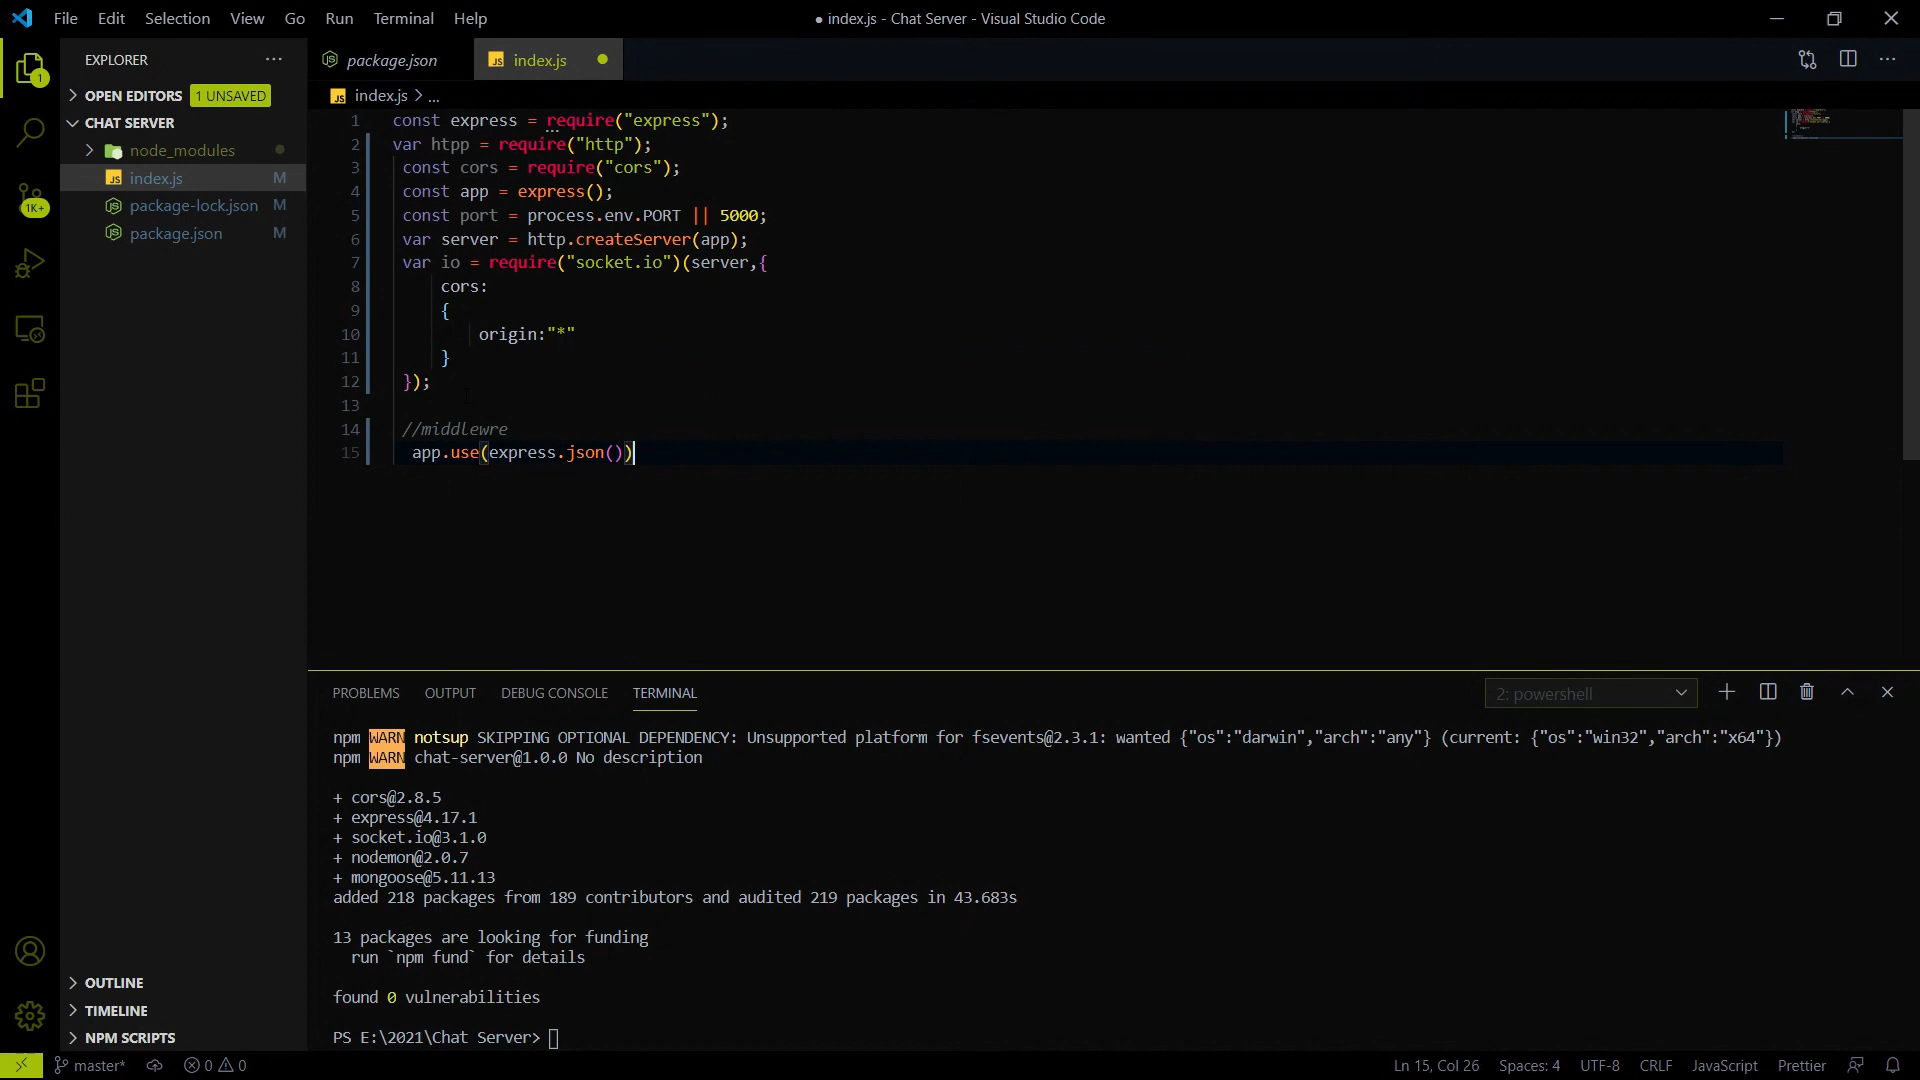 File Edit Selection View Go Run Terminal Help
● index.js - Chat Server - Visual Studio Code
EXPLORER
OPEN EDITORS 1 UNSAVED
CHAT SERVER
node_modules
index.js M
package-lock.json M
package.json M
OUTLINE
TIMELINE
NPM SCRIPTS
1
1K+
package.json
JS index.js
JS index.js > ...
1 const express = require("express");
2 var htpp = require("http");
3 const cors = require("cors");
4 const app = express();
5 const port = process.env.PORT || 5000;
6 var server = http.createServer(app);
7 var io = require("socket.io")(server,{
8 cors:
9 {
10 origin:"*"
11 }
12 });
13
14 //middlewre
15 app.use(express.json())
PROBLEMS OUTPUT DEBUG CONSOLE TERMINAL
2: powershell
npm WARN notsup SKIPPING OPTIONAL DEPENDENCY: Unsupported platform for fsevents@2.3.1: wanted {"os":"darwin","arch":"any"} (current: {"os":"win32","arch":"x64"})
npm WARN chat-server@1.0.0 No description
+ cors@2.8.5
+ express@4.17.1
+ socket.io@3.1.0
+ nodemon@2.0.7
+ mongoose@5.11.13
added 218 packages from 189 contributors and audited 219 packages in 43.683s
13 packages are looking for funding
run `npm fund` for details
found 0 vulnerabilities
PS E:\2021\Chat Server>
master* 0 0
Ln 15, Col 26 Spaces: 4 UTF-8 CRLF JavaScript Prettier